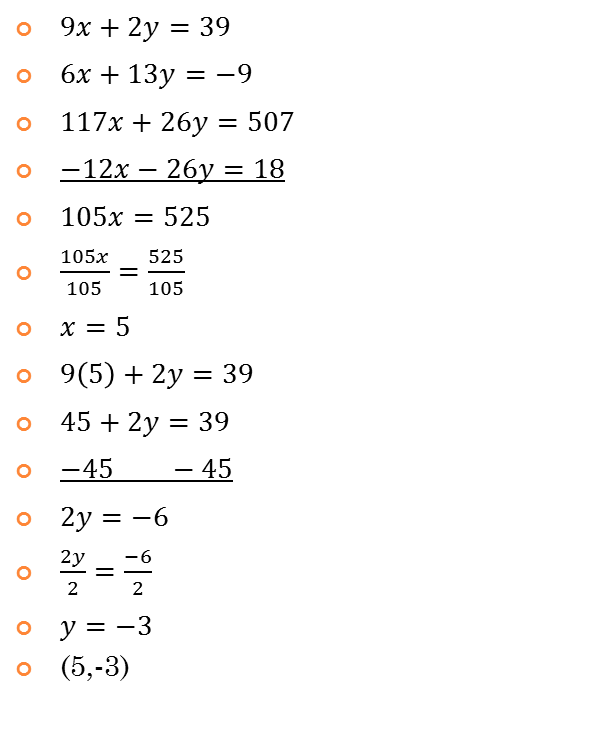 9x + 2y = 39
6x + 13y = −9
117x + 26y = 507
−12x − 26y = 18
105x = 525
105x/105 = 525/105
x = 5
9(5) + 2y = 39
45 + 2y = 39
−45 − 45
2y = −6
2y/2 = −6/2
y = −3
(5,-3)